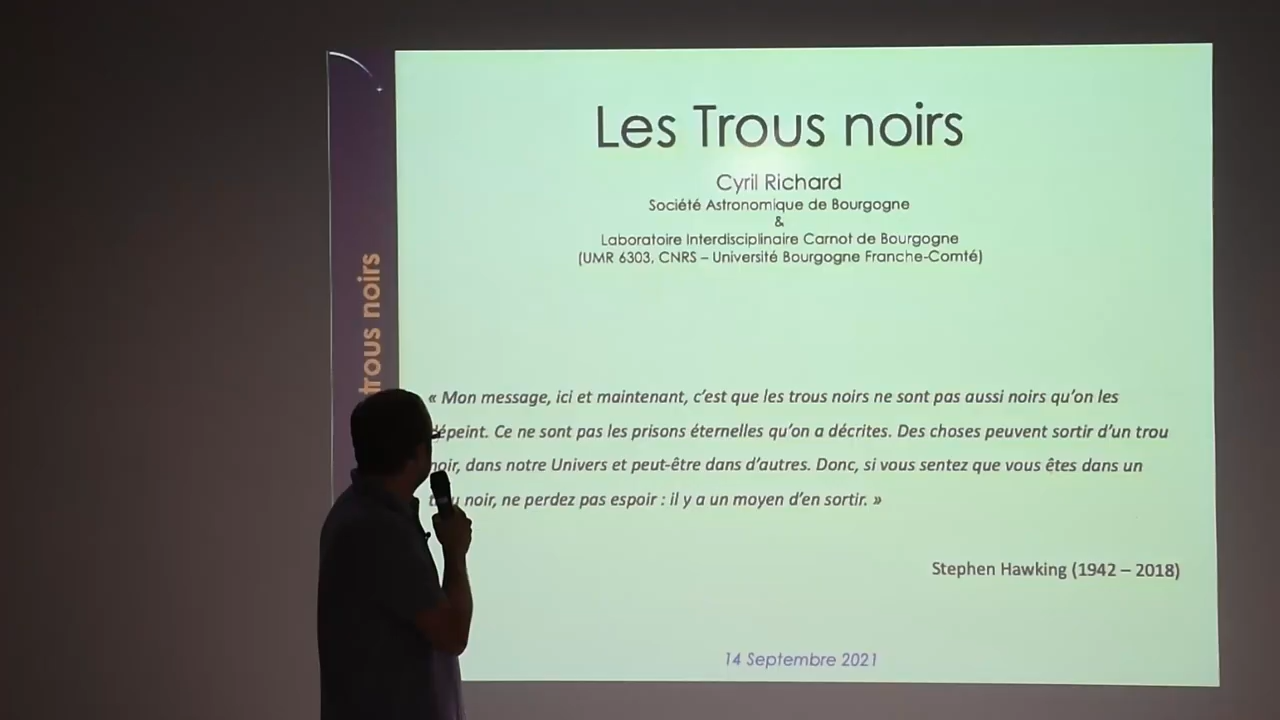 Les Trous noirs
Cyril Richard
Société Astronomique de Bourgogne
&
Laboratoire Interdisciplinaire Carnot de Bourgogne
(UMR 6303, CNRS – Université Bourgogne Franche-Comté)
trous noirs
« Mon message, ici et maintenant, c'est que les trous noirs ne sont pas aussi noirs qu'on les
dépeint. Ce ne sont pas les prisons éternelles qu'on a décrites. Des choses peuvent sortir d'un trou
noir, dans notre Univers et peut-être dans d'autres. Donc, si vous sentez que vous êtes dans un
trou noir, ne perdez pas espoir : il y a un moyen d'en sortir. »
Stephen Hawking (1942 – 2018)
14 Septembre 2021